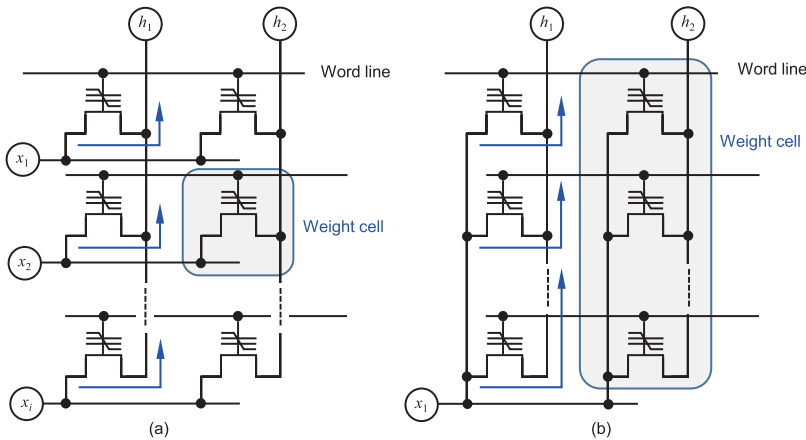 h1 h2 h1 h2
Word line Word line
Weight cell
x1
Weight cell
x2
xi x1
(a) (b)